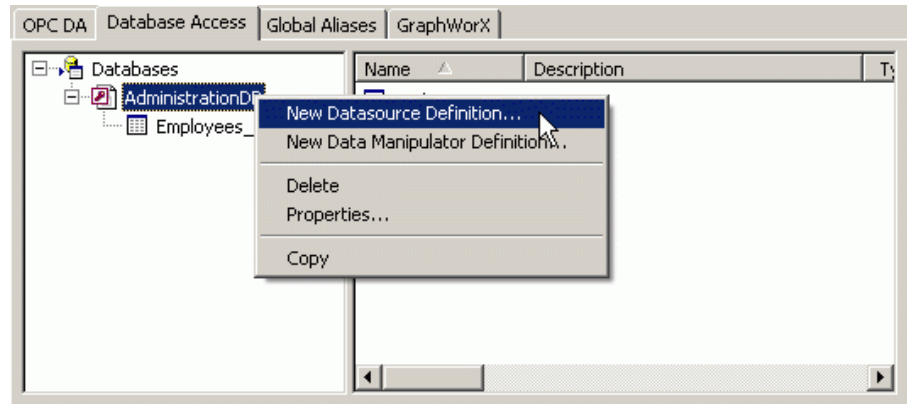 OPC DA Database Access Global Aliases GraphWorX
Databases
Name Description
AdministrationDB
Employees_
New Datasource Definition...
New Data Manipulator Definition...
Delete
Properties...
Copy